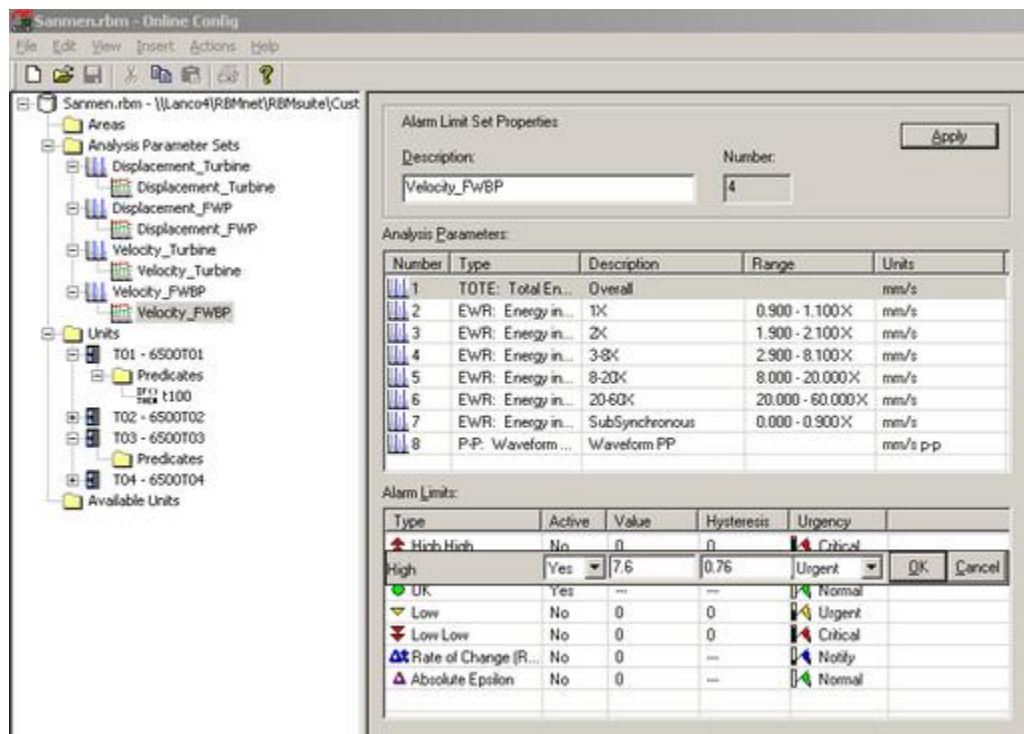 Sanmen.rbm - Online Config
File Edit View Insert Actions Help
Sanmen.rbm - \\Lanco4\RBMnet\RBMsuite\Cust
Areas
Analysis Parameter Sets
Displacement_Turbine
Displacement_Turbine
Displacement_FWP
Displacement_FWP
Velocity_Turbine
Velocity_Turbine
Velocity_FWBP
Velocity_FWBP
Units
T01 - 6500T01
Predicates
IF() THEN t100
T02 - 6500T02
T03 - 6500T03
Predicates
T04 - 6500T04
Available Units
Alarm Limit Set Properties
Apply
Description: Number:
Velocity_FWBP 4
Analysis Parameters:
Number Type Description Range Units
1 TOTE: Total En... Overall mm/s
2 EWR: Energy in... 1X 0.900 - 1.100X mm/s
3 EWR: Energy in... 2X 1.900 - 2.100X mm/s
4 EWR: Energy in... 3-8X 2.900 - 8.100X mm/s
5 EWR: Energy in... 8-20X 8.000 - 20.000X mm/s
6 EWR: Energy in... 20-60X 20.000 - 60.000X mm/s
7 EWR: Energy in... SubSynchronous 0.000 - 0.900X mm/s
8 P-P: Waveform ... Waveform PP mm/s p-p
Alarm Limits:
Type Active Value Hysteresis Urgency
High High No 0 0 Critical
High Yes 7.6 0.76 Urgent OK Cancel
OK Yes --- --- Normal
Low No 0 0 Urgent
Low Low No 0 0 Critical
Δt Rate of Change (R... No 0 --- Notify
Absolute Epsilon No 0 --- Normal